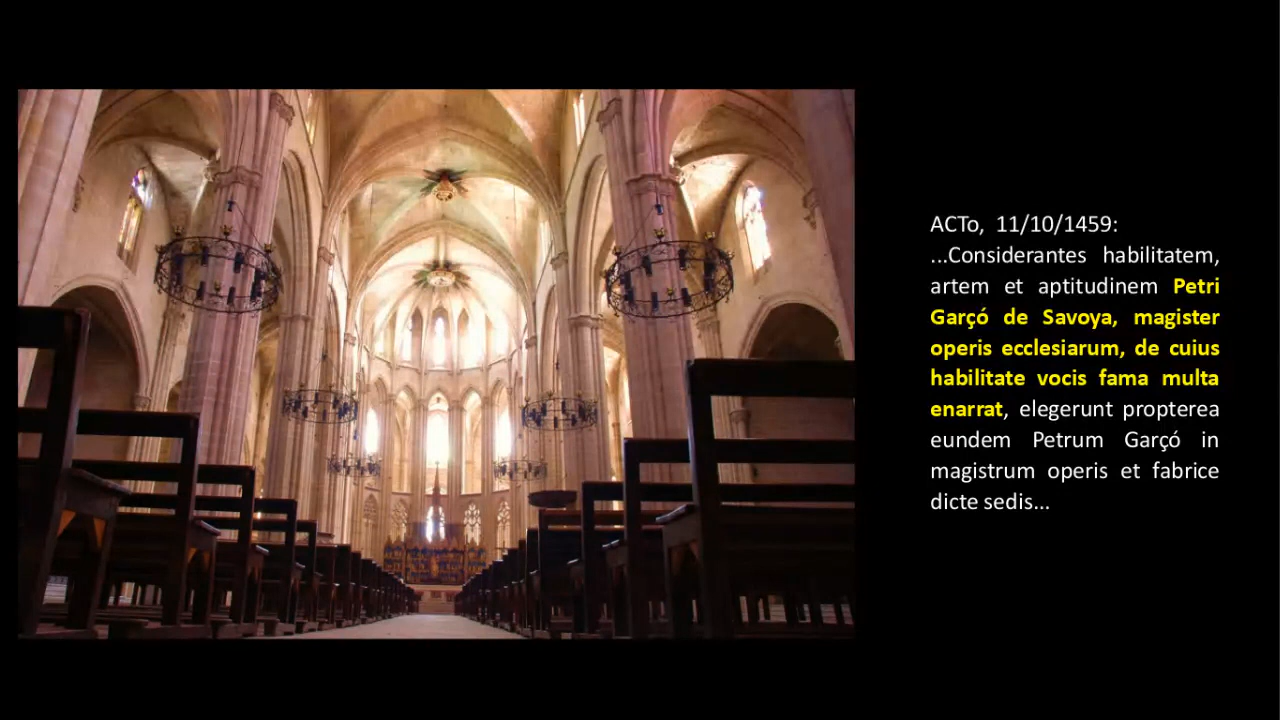 ACTo, 11/10/1459:
...Considerantes habilitatem,
artem et aptitudinem Petri
Garçó de Savoya, magister
operis ecclesiarum, de cuius
habilitate vocis fama multa
enarrat, elegerunt propterea
eundem Petrum Garçó in
magistrum operis et fabrice
dicte sedis...